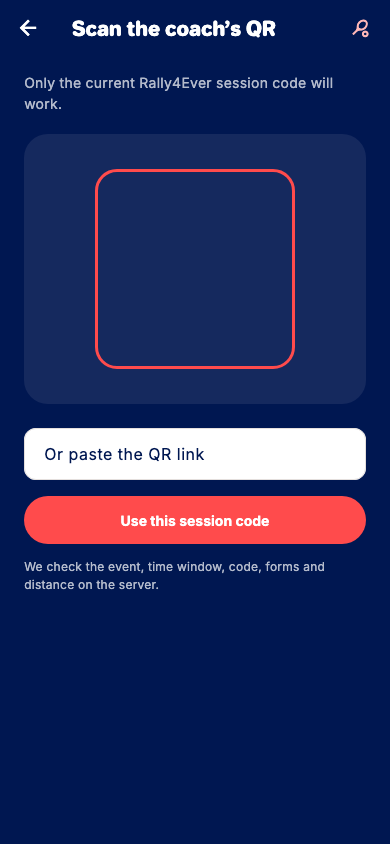 Scan the coach’s QR
Only the current Rally4Ever session code will
work.
Or paste the QR link
Use this session code
We check the event, time window, code, forms and
distance on the server.